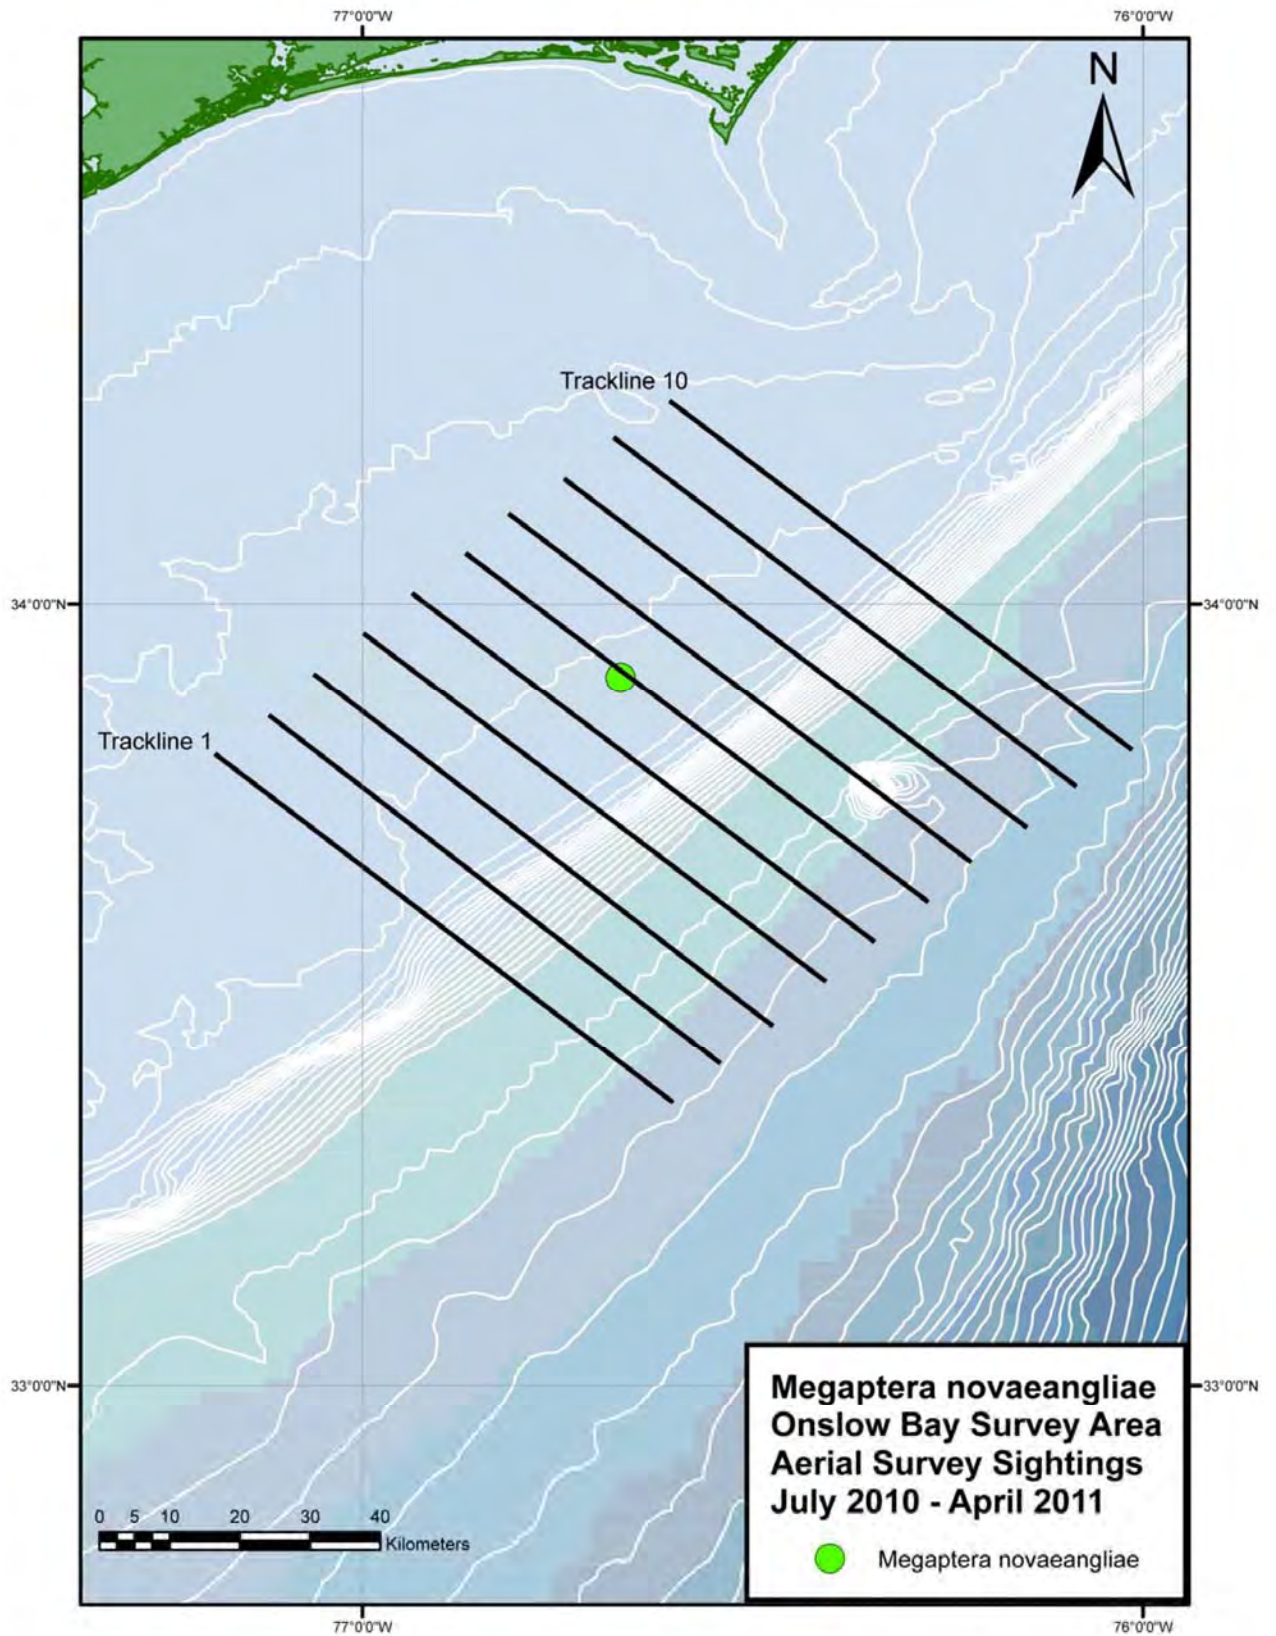 77°0'0"W
76°0'0"W
N
Trackline 10
34°0'0"N
34°0'0"N
Trackline 1
33°0'0"N
33°0'0"N
Megaptera novaeangliae
Onslow Bay Survey Area
Aerial Survey Sightings
July 2010 - April 2011
Megaptera novaeangliae
0 5 10 20 30 40
Kilometers
77°0'0"W
76°0'0"W